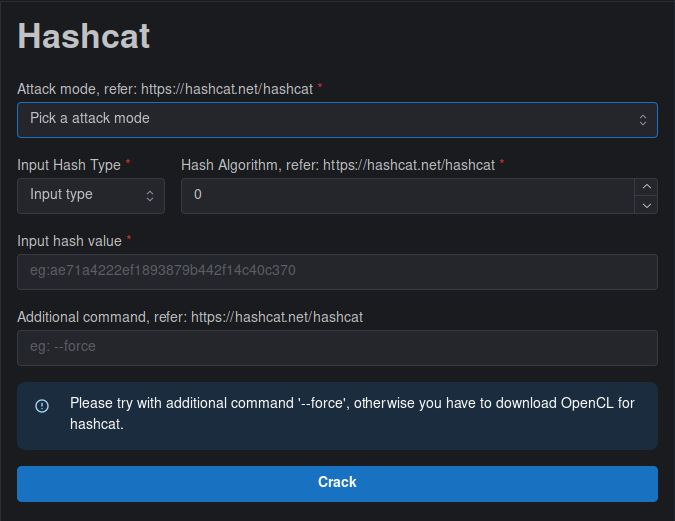 Hashcat
Attack mode, refer: https://hashcat.net/hashcat *
Pick a attack mode
Input Hash Type * Hash Algorithm, refer: https://hashcat.net/hashcat *
Input type 0
Input hash value *
eg:ae71a4222ef1893879b442f14c40c370
Additional command, refer: https://hashcat.net/hashcat
eg: --force
Please try with additional command '--force', otherwise you have to download OpenCL for
hashcat.
Crack